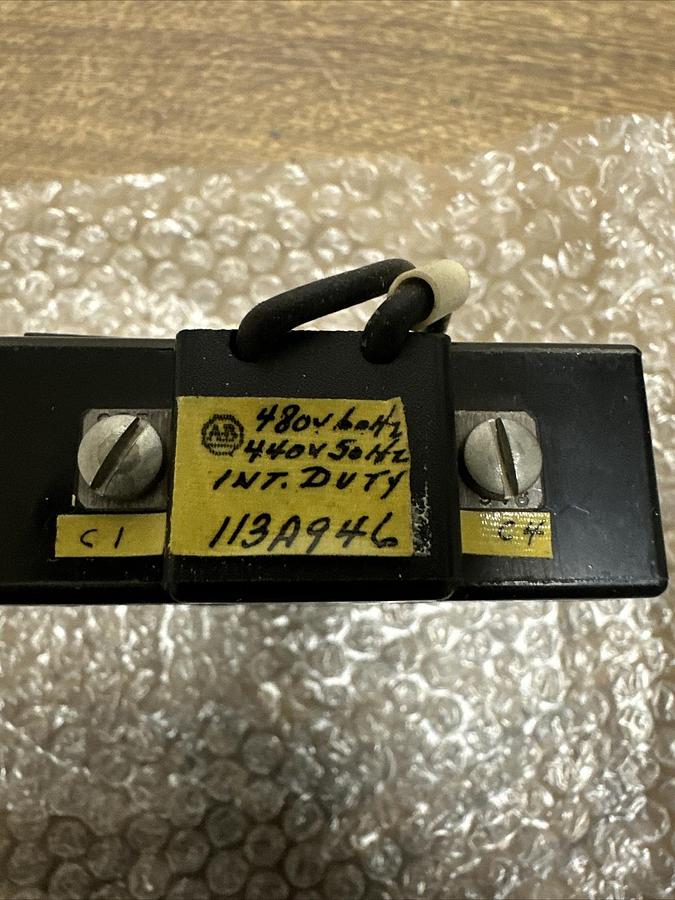 AB
480V 60HZ
440V 50HZ
INT. DUTY
113A946
C1
C4